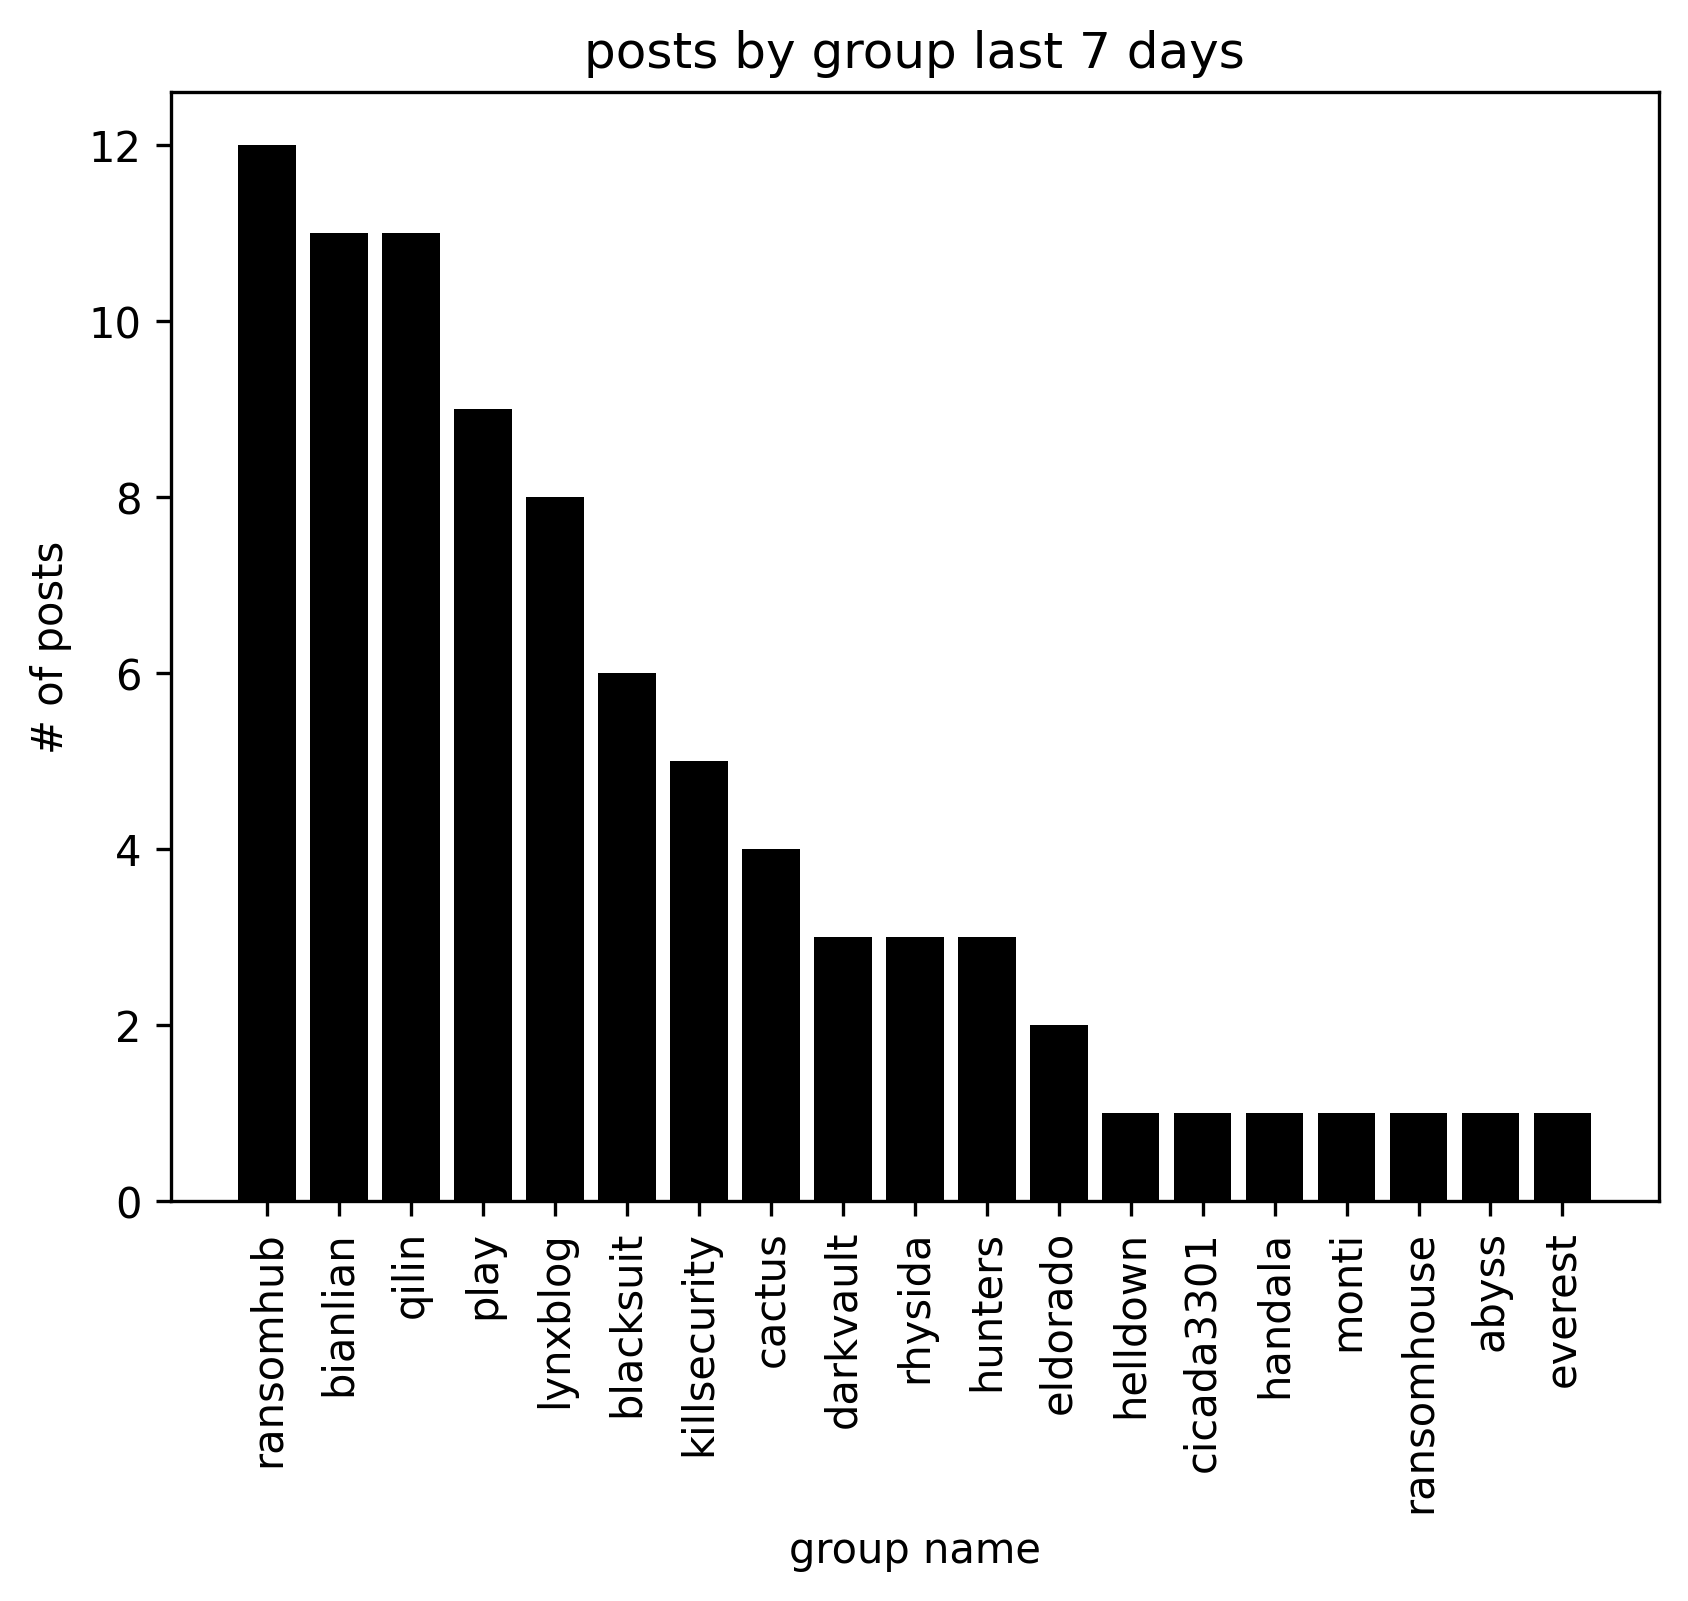 posts by group last 7 days
# of posts
12
10
8
6
4
2
0
ransomhub
bianlian
qilin
play
lynxblog
blacksuit
killsecurity
cactus
darkvault
rhysida
hunters
eldorado
helldown
cicada3301
handala
monti
ransomhouse
abyss
everest
group name